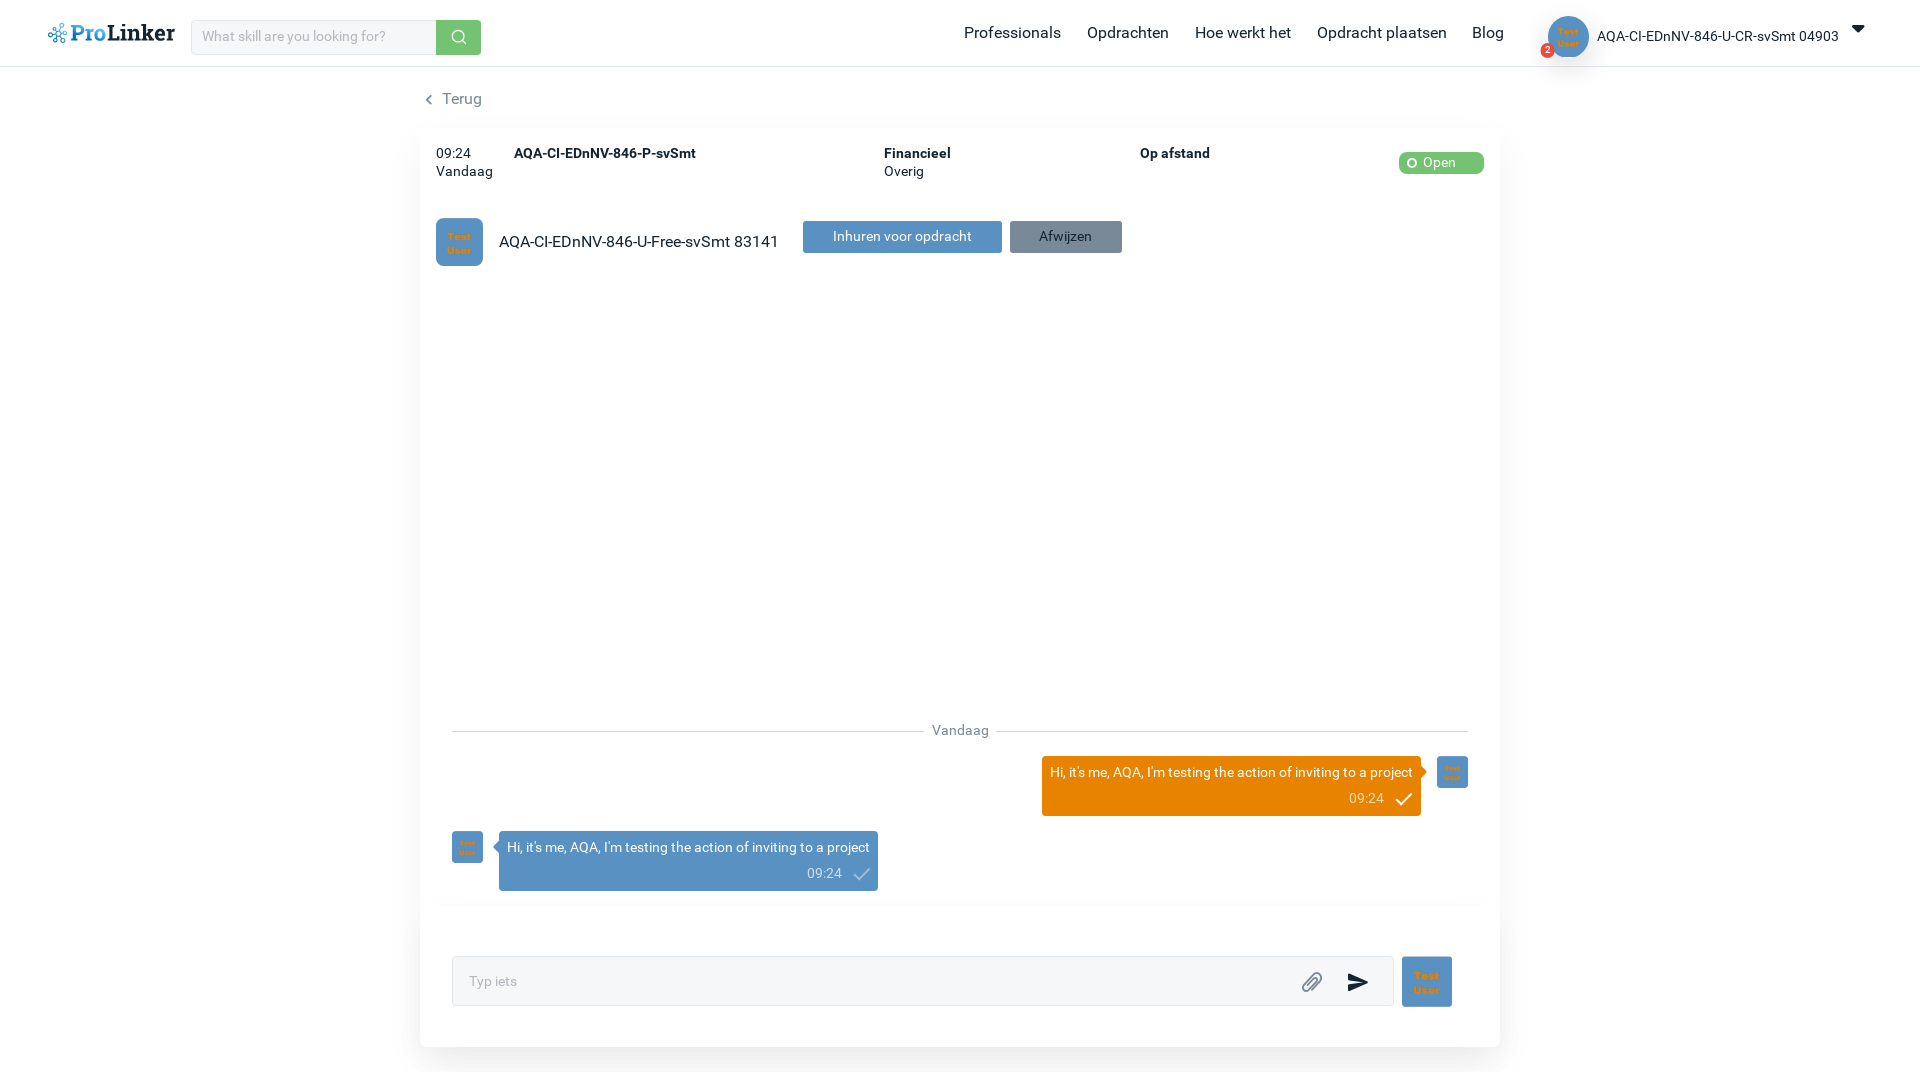 ProLinker
What skill are you looking for?
Professionals
Opdrachten
Hoe werkt het
Opdracht plaatsen
Blog
Test
User
2
AQA-CI-EDnNV-846-U-CR-svSmt 04903
Terug
09:24
Vandaag
AQA-CI-EDnNV-846-P-svSmt
Financieel
Overig
Op afstand
Open
Test
User
AQA-CI-EDnNV-846-U-Free-svSmt 83141
Inhuren voor opdracht
Afwijzen
Vandaag
Hi, it's me, AQA, I'm testing the action of inviting to a project
09:24
Test
User
Test
User
Hi, it's me, AQA, I'm testing the action of inviting to a project
09:24
Typ iets
Test
User